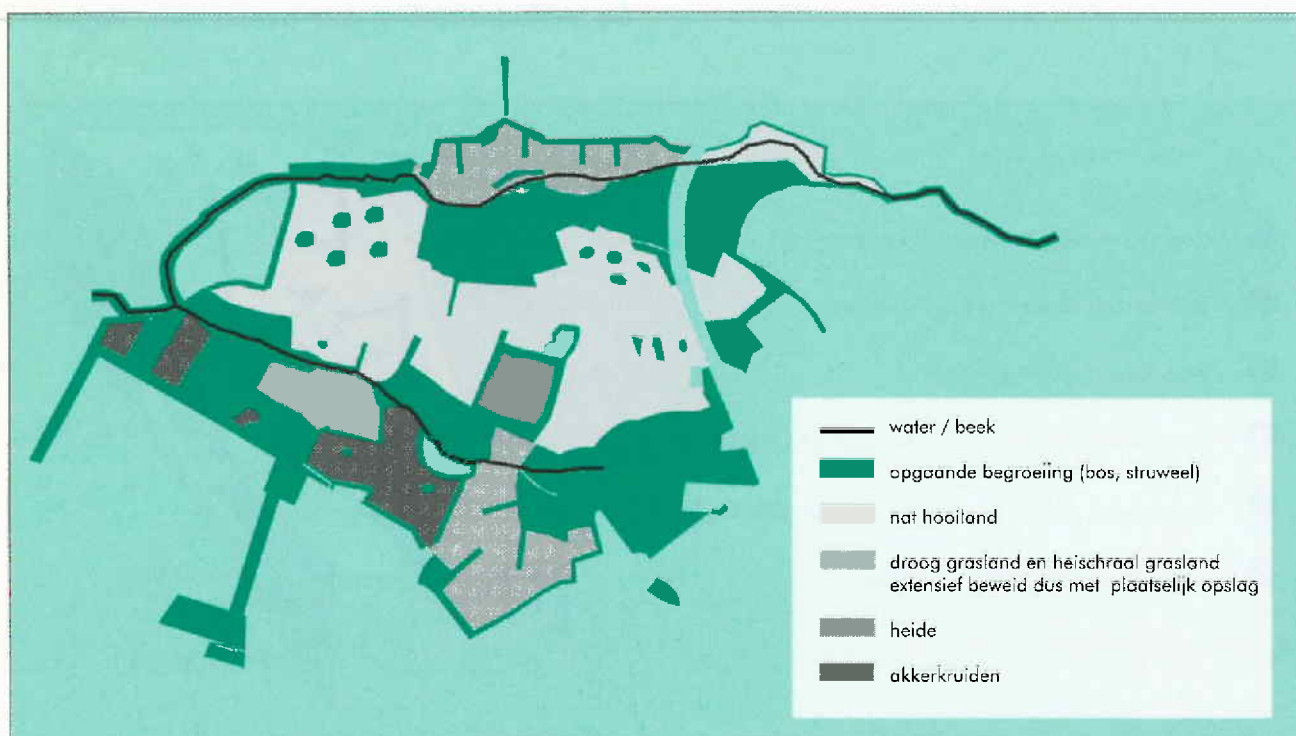 water / beek
opgaande begroeiing (bos, struweel)
nat hooiland
droog grasland en heischraal grasland
extensief beweid dus met plaatselijk opslag
heide
akkerkruiden